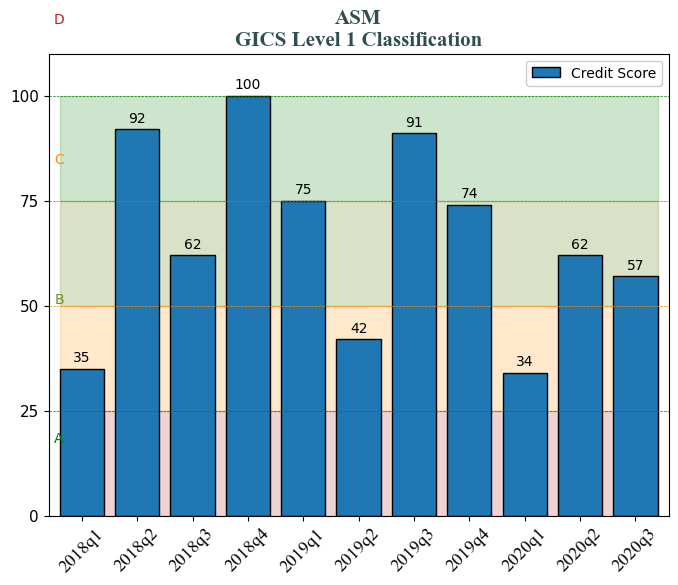 D
ASM
GICS Level 1 Classification
Credit Score
100
75
50
25
0
C
B
A
35
92
62
100
75
42
91
74
34
62
57
2018q1
2018q2
2018q3
2018q4
2019q1
2019q2
2019q3
2019q4
2020q1
2020q2
2020q3